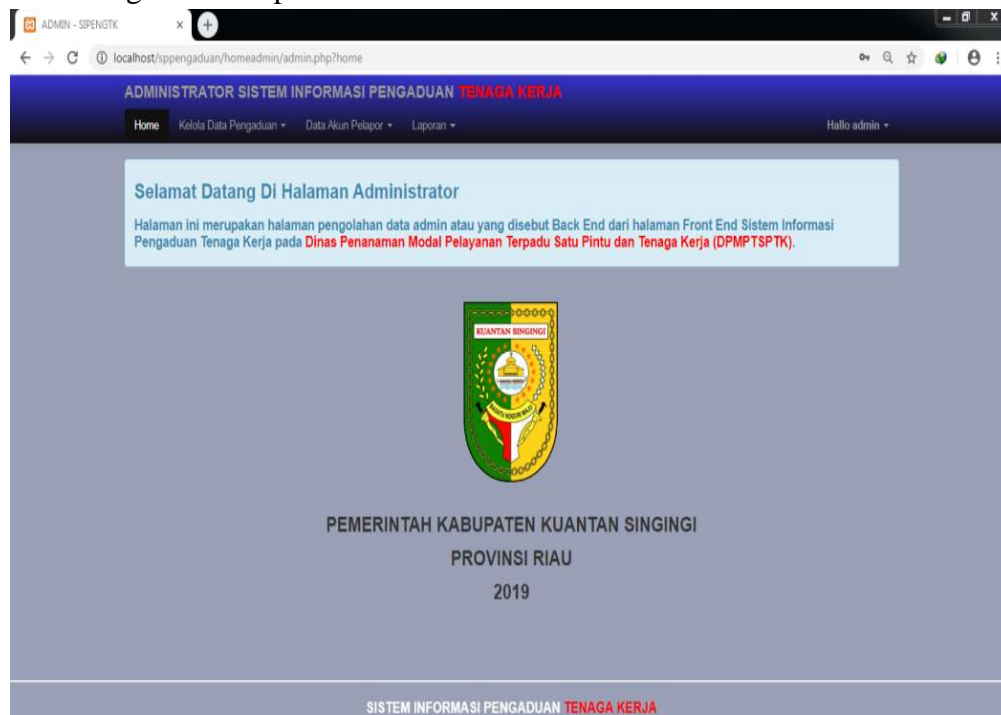 ADMIN - SIPENGTK
localhost/sppengaduan/homeadmin/admin.php?home
ADMINISTRATOR SISTEM INFORMASI PENGADUAN TENAGA KERJA
Home Kelola Data Pengaduan Data Akun Pelapor Laporan Hallo admin
Selamat Datang Di Halaman Administrator
Halaman ini merupakan halaman pengolahan data admin atau yang disebut Back End dari halaman Front End Sistem Informasi
Pengaduan Tenaga Kerja pada Dinas Penanaman Modal Pelayanan Terpadu Satu Pintu dan Tenaga Kerja (DPMPTSPTK).
KUANTAN SINGINGI
BASATU NOGORI MAJU
PEMERINTAH KABUPATEN KUANTAN SINGINGI
PROVINSI RIAU
2019
SISTEM INFORMASI PENGADUAN TENAGA KERJA